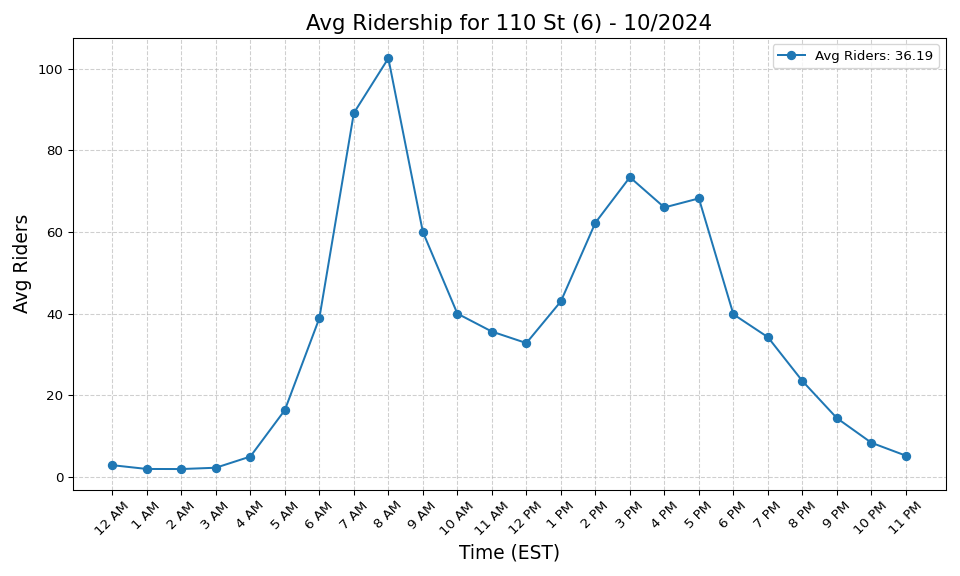 Avg Ridership for 110 St (6) - 10/2024
Avg Riders: 36.19
Avg Riders
100
80
60
40
20
0
12 AM
1 AM
2 AM
3 AM
4 AM
5 AM
6 AM
7 AM
8 AM
9 AM
10 AM
11 AM
12 PM
1 PM
2 PM
3 PM
4 PM
5 PM
6 PM
7 PM
8 PM
9 PM
10 PM
11 PM
Time (EST)